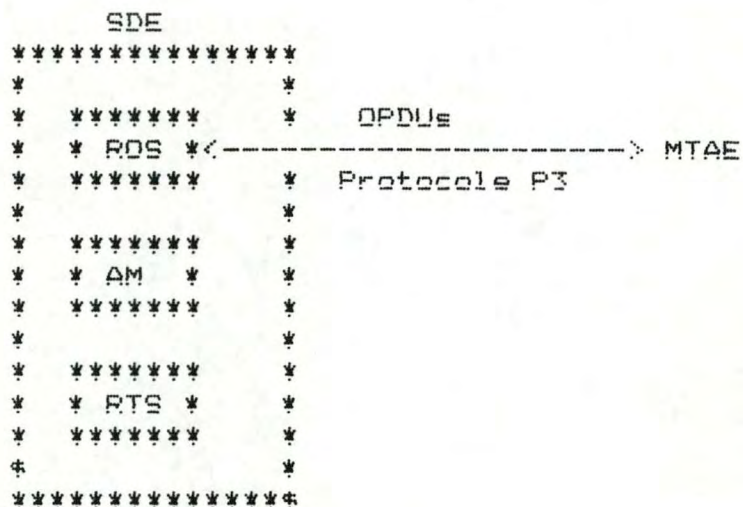 SDE
OPDUs
ROS <----------------------> MTAE
Protocole P3
AM
RTS